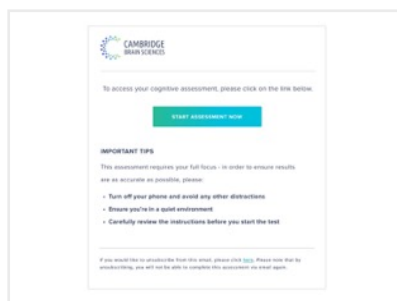 CAMBRIDGE
BRAIN SCIENCES
To access your cognitive assessment, please click on the link below.
START ASSESSMENT NOW
IMPORTANT TIPS
This assessment requires your full focus - in order to ensure results
are as accurate as possible, please:
• Turn off your phone and avoid any other distractions
• Ensure you're in a quiet environment
• Carefully review the instructions before you start the test
If you would like to unsubscribe from this email, please click here. Please note that by
unsubscribing, you will not be able to complete this assessment via email again.